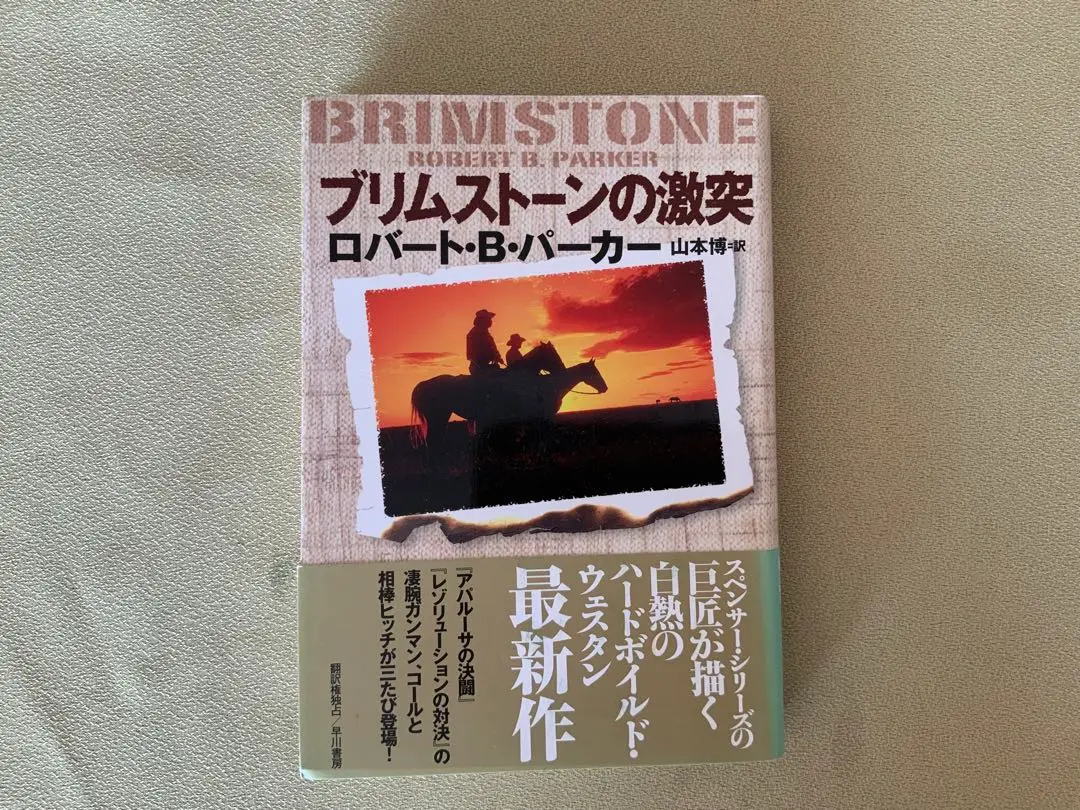 BRIMSTONE
ROBERT B. PARKER
ブリムストーンの激突
ロバート・B・パーカー 山本博=訳
スペンサー・シリーズの
巨匠が描く
白熱の
ハードボイルド・
ウェスタン
最新作
『アパルーサの決闘』
『レゾリューションの対決』の
凄腕ガンマン、コールと
相棒ヒッチが三たび登場!
翻訳権独占/早川書房